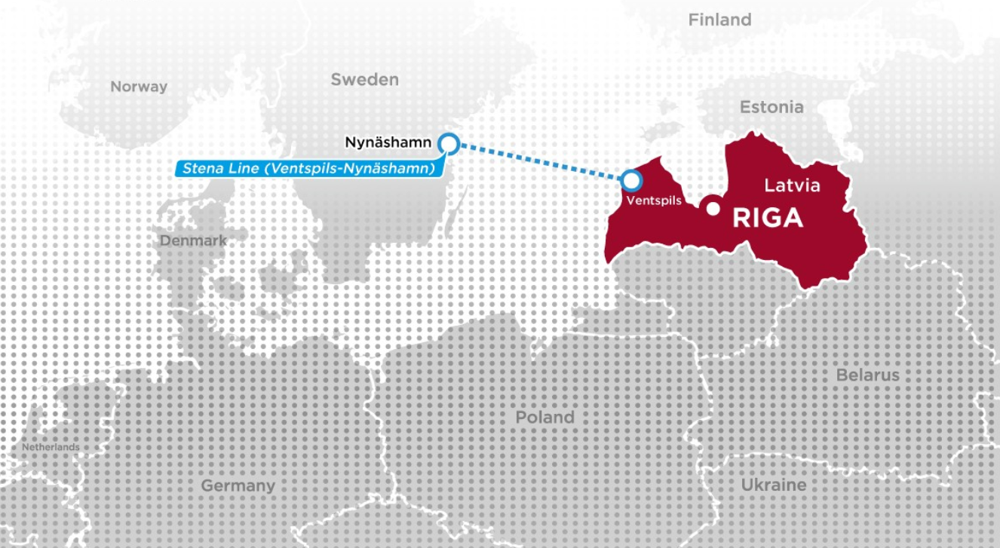 Finland
Norway
Sweden
Estonia
Nynäshamn
Stena Line (Ventspils-Nynäshamn)
Latvia
Ventspils
RIGA
Denmark
Belarus
Poland
Netherlands
Germany
Ukraine